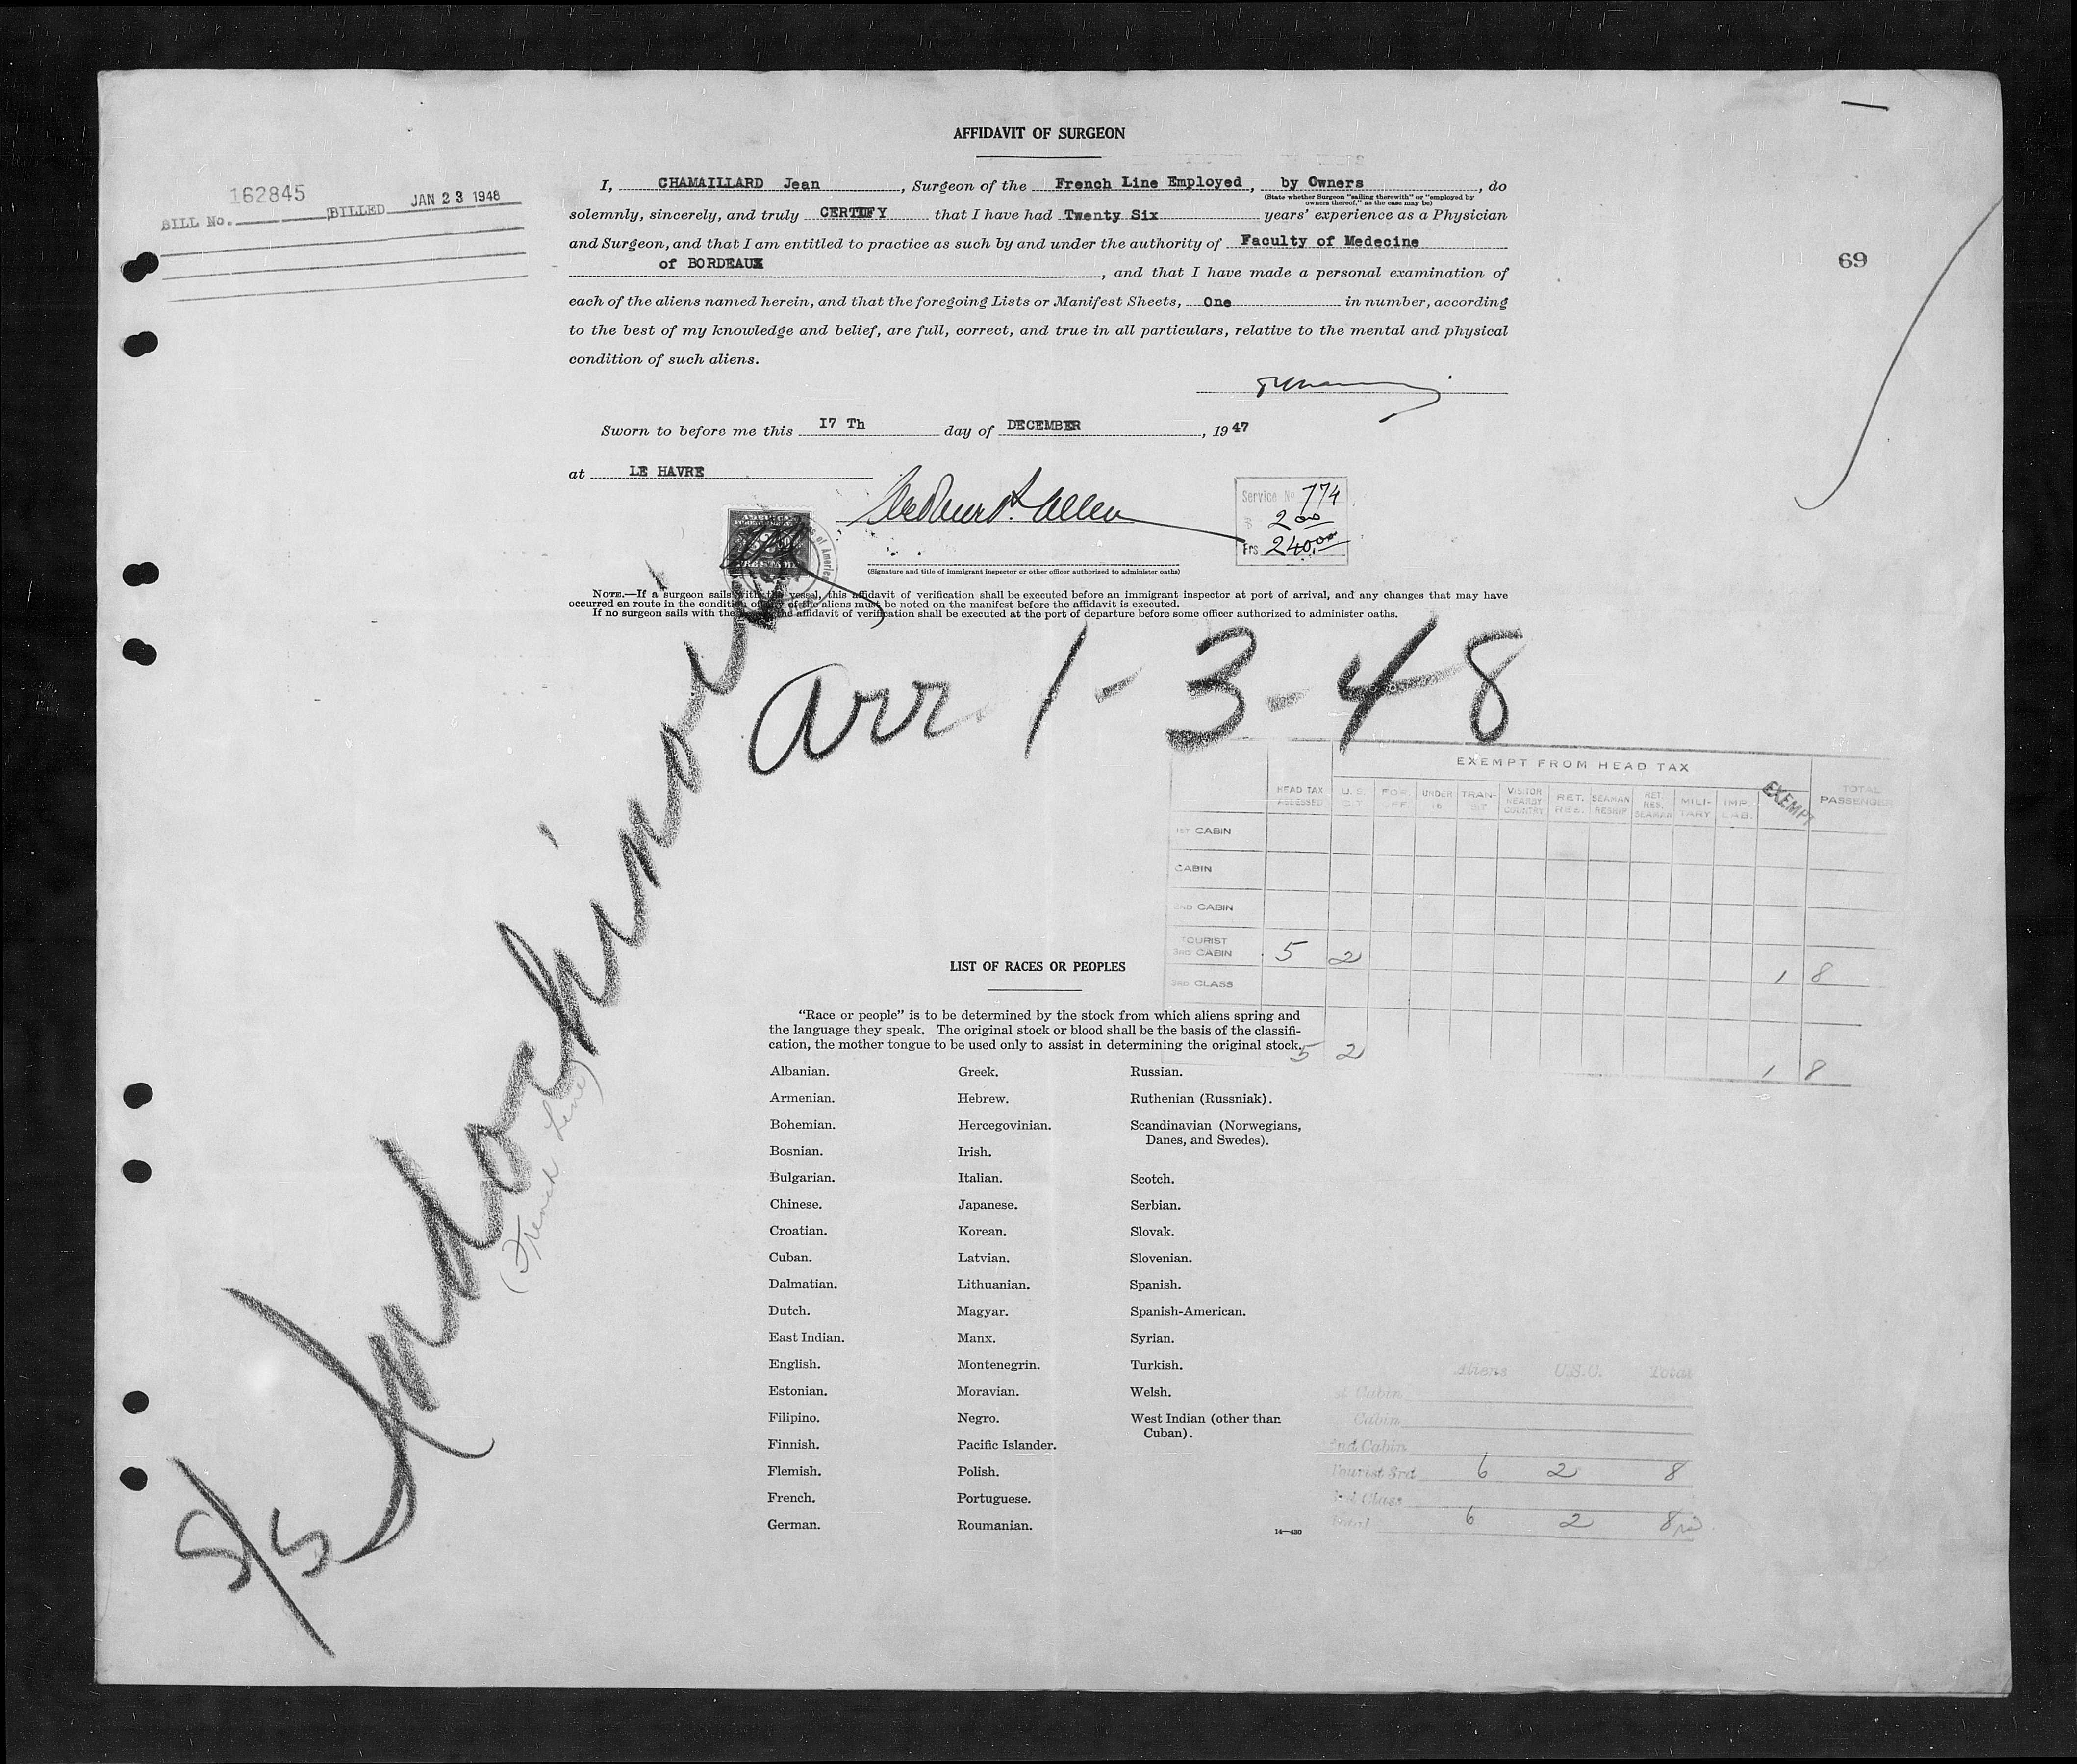 AFFIDAVIT OF SURGEON
162845
BILL No. BILLED JAN 23 1948
I, CHAMAILLARD Jean, Surgeon of the French Line Employed, by Owners, do
(State whether Surgeon "sailing therewith" or "employed by
owners thereof," as the case may be)
solemnly, sincerely, and truly CERTIFY that I have had Twenty Six years' experience as a Physician
and Surgeon, and that I am entitled to practice as such by and under the authority of Faculty of Medecine
of BORDEAUX, and that I have made a personal examination of
69
each of the aliens named herein, and that the foregoing Lists or Manifest Sheets, One in number, according
to the best of my knowledge and belief, are full, correct, and true in all particulars, relative to the mental and physical
condition of such aliens.
Sworn to before me this I7 Th day of DECEMBER, 1947
at LE HAVRE
Service No 774
$ 2 00
Frs 240.00
(Signature and title of immigrant inspector or other officer authorized to administer oaths)
NOTE.—If a surgeon sails with the vessel, this affidavit of verification shall be executed before an immigrant inspector at port of arrival, and any changes that may have
occurred en route in the condition of any of the aliens must be noted on the manifest before the affidavit is executed.
If no surgeon sails with the the affidavit of verification shall be executed at the port of departure before some officer authorized to administer oaths.
arr 1-3-48
S/S Indochinois
(French Line)
EXEMPT FROM HEAD TAX
HEAD TAX ASSESSED U.S. CIT. FOR. OFF UNDER 16 TRANSIT VISITOR NEARBY COUNTRY RET. RES. SEAMAN RESHIP RET. RES. SEAMAN MILITARY IMP. LAB. EXEMPT TOTAL PASSENGER
1ST CABIN
CABIN
2ND CABIN
TOURIST
3RD CABIN 5 2 1 8
3RD CLASS
5 2 1 8
LIST OF RACES OR PEOPLES
"Race or people" is to be determined by the stock from which aliens spring and
the language they speak. The original stock or blood shall be the basis of the classifi-
cation, the mother tongue to be used only to assist in determining the original stock.
Albanian. Greek. Russian.
Armenian. Hebrew. Ruthenian (Russniak).
Bohemian. Hercegovinian. Scandinavian (Norwegians,
Danes, and Swedes).
Bosnian. Irish.
Bulgarian. Italian. Scotch.
Chinese. Japanese. Serbian.
Croatian. Korean. Slovak.
Cuban. Latvian. Slovenian.
Dalmatian. Lithuanian. Spanish.
Dutch. Magyar. Spanish-American.
East Indian. Manx. Syrian.
English. Montenegrin. Turkish.
Estonian. Moravian. Welsh.
Filipino. Negro. West Indian (other than
Cuban).
Finnish. Pacific Islander.
Flemish. Polish.
French. Portuguese.
German. Roumanian.
14—430
Aliens U.S.C. Total
1st Cabin
Cabin
2nd Cabin
Tourist 3rd 6 2 8
3rd Class
Total 6 2 8